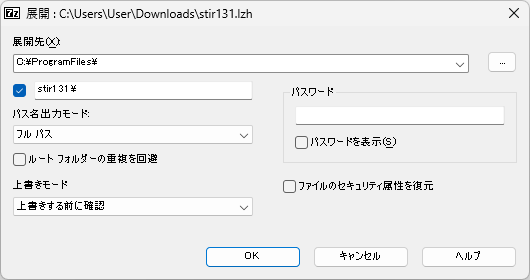 7z 展開 : C:\Users\User\Downloads\stir131.lzh
展開先(X):
C:¥ProgramFiles¥
...
stir131¥
パスワード
パス名出力モード:
フル パス
パスワードを表示(S)
ルート フォルダーの重複を回避
上書きモード
ファイルのセキュリティ属性を復元
上書きする前に確認
OK
キャンセル
ヘルプ